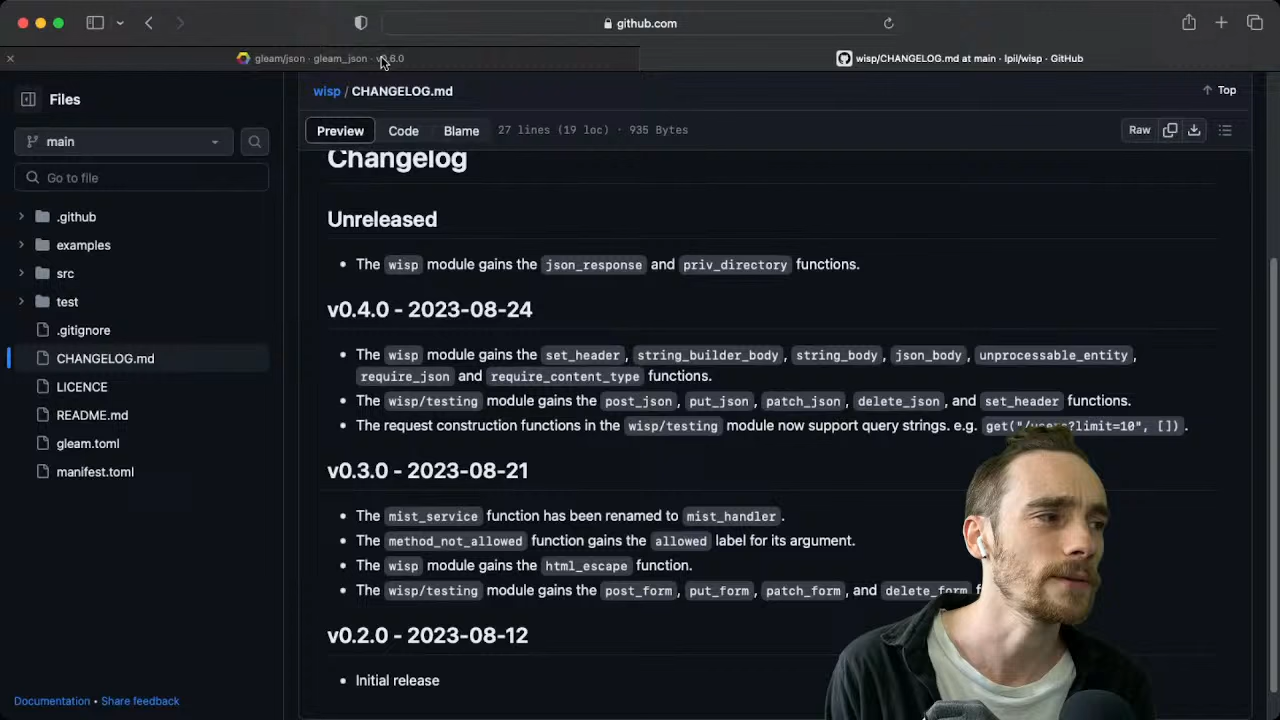 github.com
gleam/json · gleam_json · v0.6.0
wisp/CHANGELOG.md at main · lpil/wisp · GitHub
Files
main
Go to file
.github
examples
src
test
.gitignore
CHANGELOG.md
LICENCE
README.md
gleam.toml
manifest.toml
Documentation • Share feedback
wisp / CHANGELOG.md
Top
Preview
Code
Blame
27 lines (19 loc) · 935 Bytes
Raw
Changelog
Unreleased
• The wisp module gains the json_response and priv_directory functions.
v0.4.0 - 2023-08-24
• The wisp module gains the set_header, string_builder_body, string_body, json_body, unprocessable_entity,
require_json and require_content_type functions.
• The wisp/testing module gains the post_json, put_json, patch_json, delete_json, and set_header functions.
• The request construction functions in the wisp/testing module now support query strings. e.g. get("/users?limit=10", []).
v0.3.0 - 2023-08-21
• The mist_service function has been renamed to mist_handler.
• The method_not_allowed function gains the allowed label for its argument.
• The wisp module gains the html_escape function.
• The wisp/testing module gains the post_form, put_form, patch_form, and delete_form
v0.2.0 - 2023-08-12
• Initial release